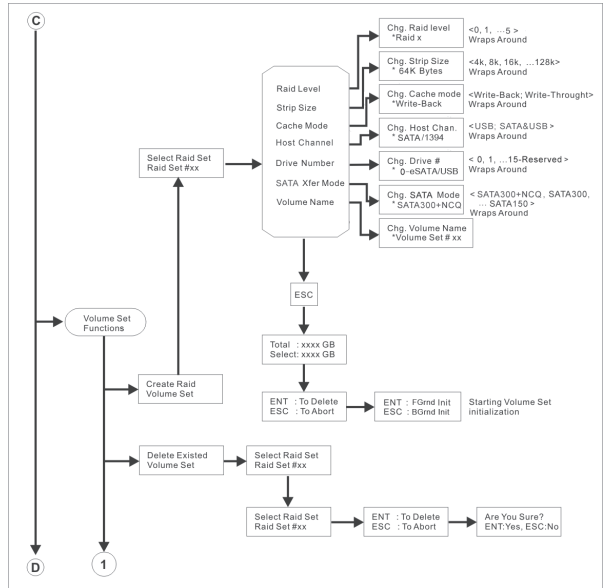 C
Chg. Raid level
*Raid x
<0, 1, ...5 >
Wraps Around
Chg. Strip Size
* 64K Bytes
<4k, 8k, 16k, ...128k>
Wraps Around
Raid Level
Strip Size
Cache Mode
Host Channel
Drive Number
SATA Xfer Mode
Volume Name
Chg. Cache mode
*Write-Back
<Write-Back; Write-Throught>
Wraps Around
Chg. Host Chan.
* SATA/1394
<USB; SATA&USB>
Wraps Around
Select Raid Set
Raid Set #xx
Chg. Drive #
* 0-eSATA/USB
< 0, 1, ...15-Reserved >
Wraps Around
Chg. SATA Mode
* SATA300+NCQ
< SATA300+NCQ, SATA300,
... SATA150 >
Wraps Around
Chg. Volume Name
*Volume Set # xx
ESC
Volume Set
Functions
Total : xxxx GB
Select: xxxx GB
Create Raid
Volume Set
ENT : To Delete
ESC : To Abort
ENT : FGrnd Init
ESC : BGrnd Init
Starting Volume Set
initialization
Delete Existed
Volume Set
Select Raid Set
Raid Set #xx
Select Raid Set
Raid Set #xx
ENT : To Delete
ESC : To Abort
Are You Sure?
ENT:Yes, ESC:No
D
1